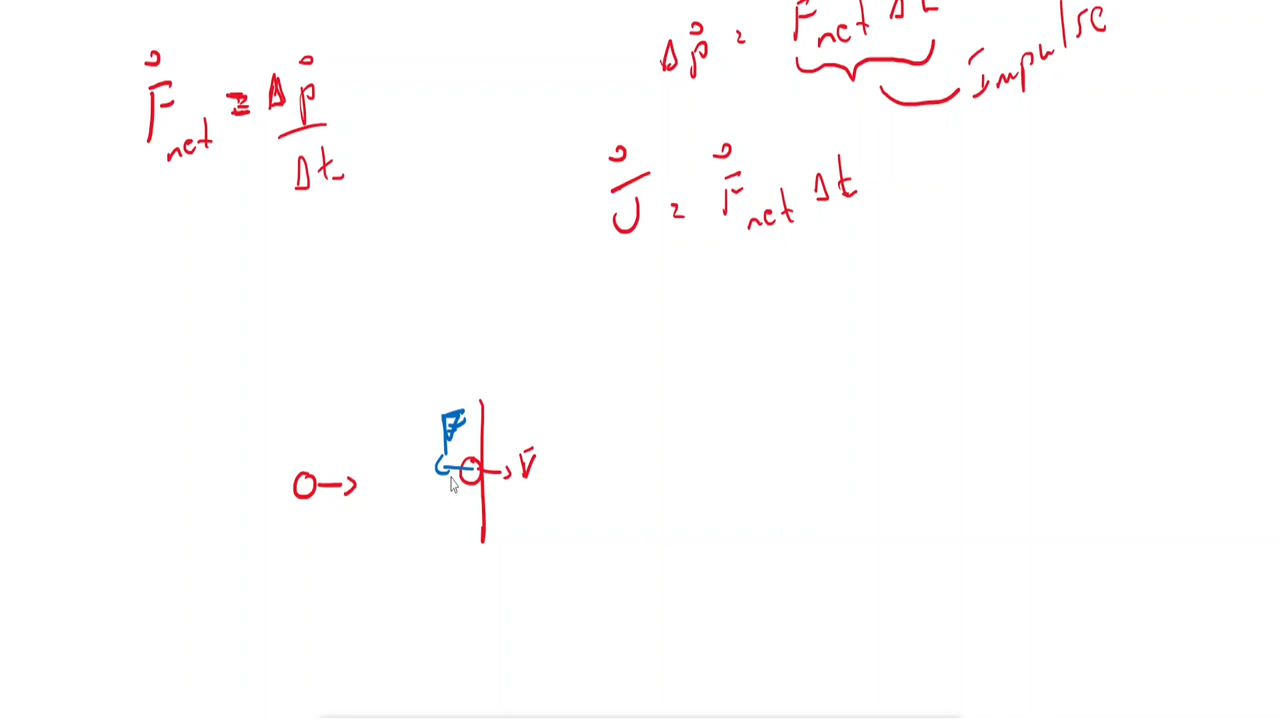 Δp⃗ = F⃗net Δt
Impulse
F⃗net = Δp⃗ / Δt
J⃗ = F⃗net Δt
F
V⃗